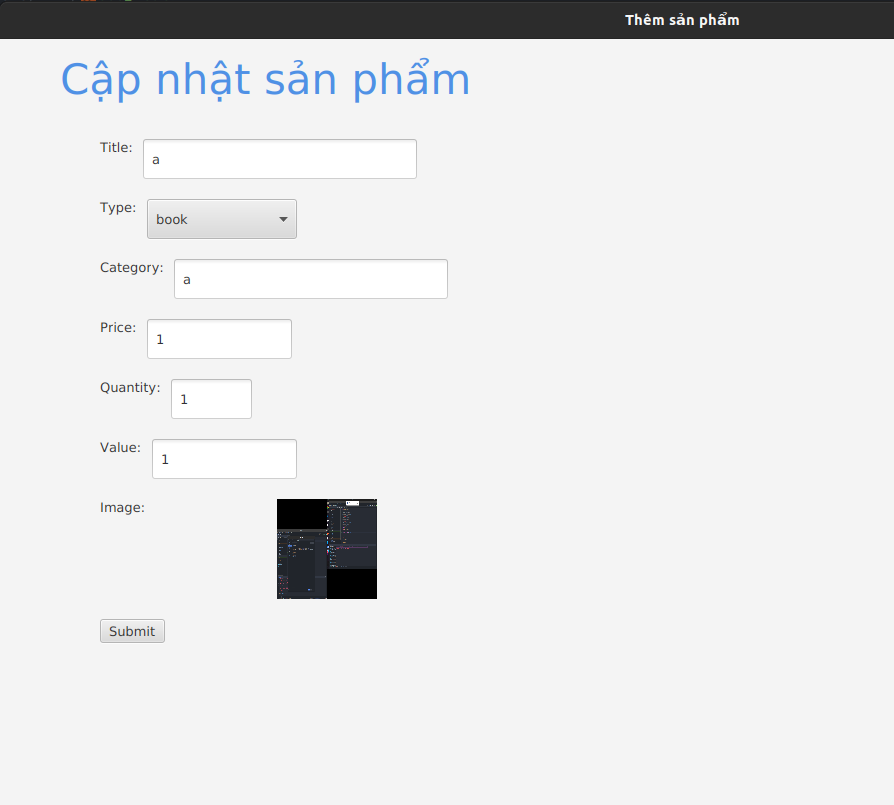 Thêm sản phẩm
Cập nhật sản phẩm
Title: a
Type: book
Category: a
Price: 1
Quantity: 1
Value: 1
Image:
Submit